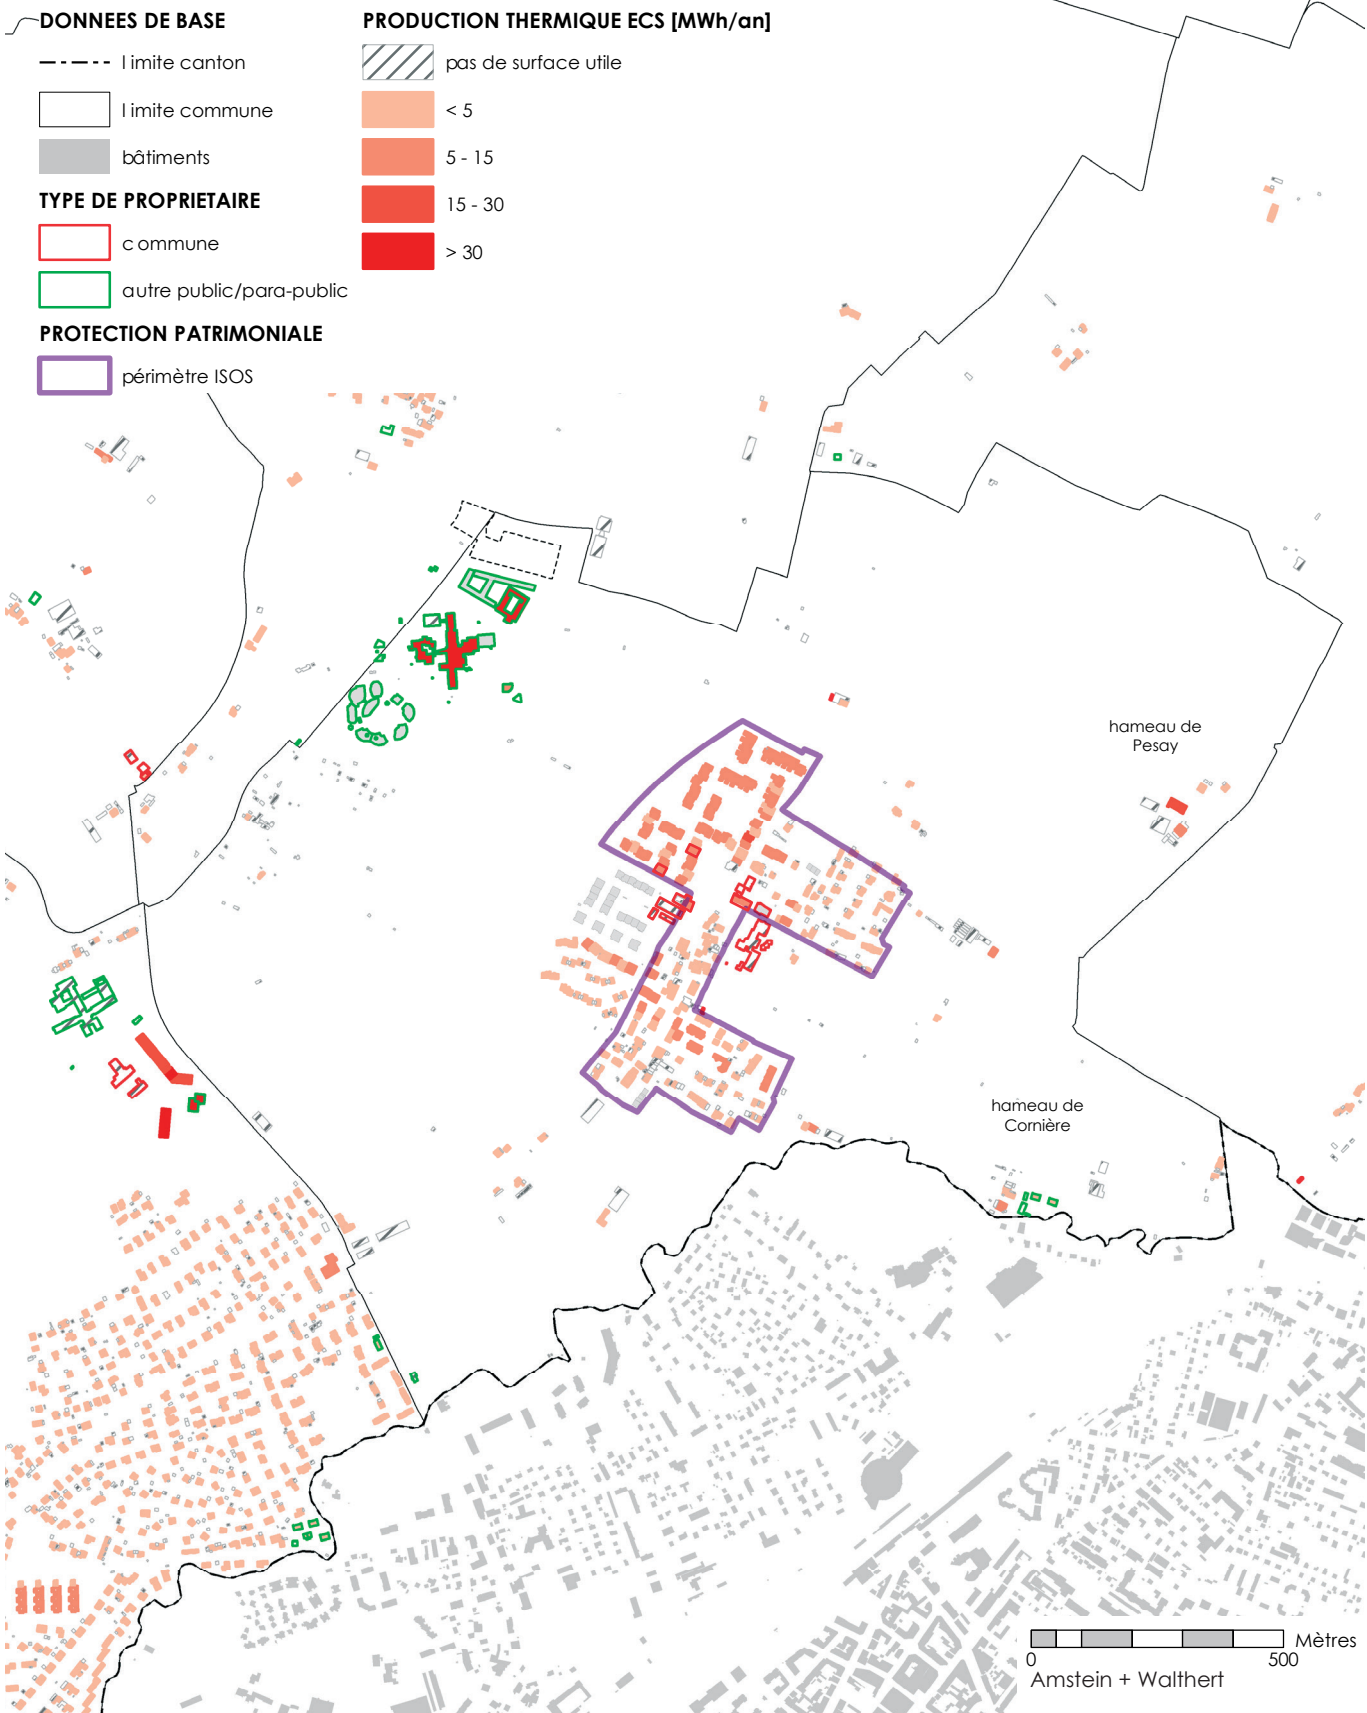 DONNEES DE BASE
limite canton
limite commune
bâtiments
TYPE DE PROPRIETAIRE
commune
autre public/para-public
PROTECTION PATRIMONIALE
périmètre ISOS
PRODUCTION THERMIQUE ECS [MWh/an]
pas de surface utile
< 5
5 - 15
15 - 30
> 30
hameau de
Pesay
hameau de
Cornière
Mètres
0 500
Amstein + Walthert